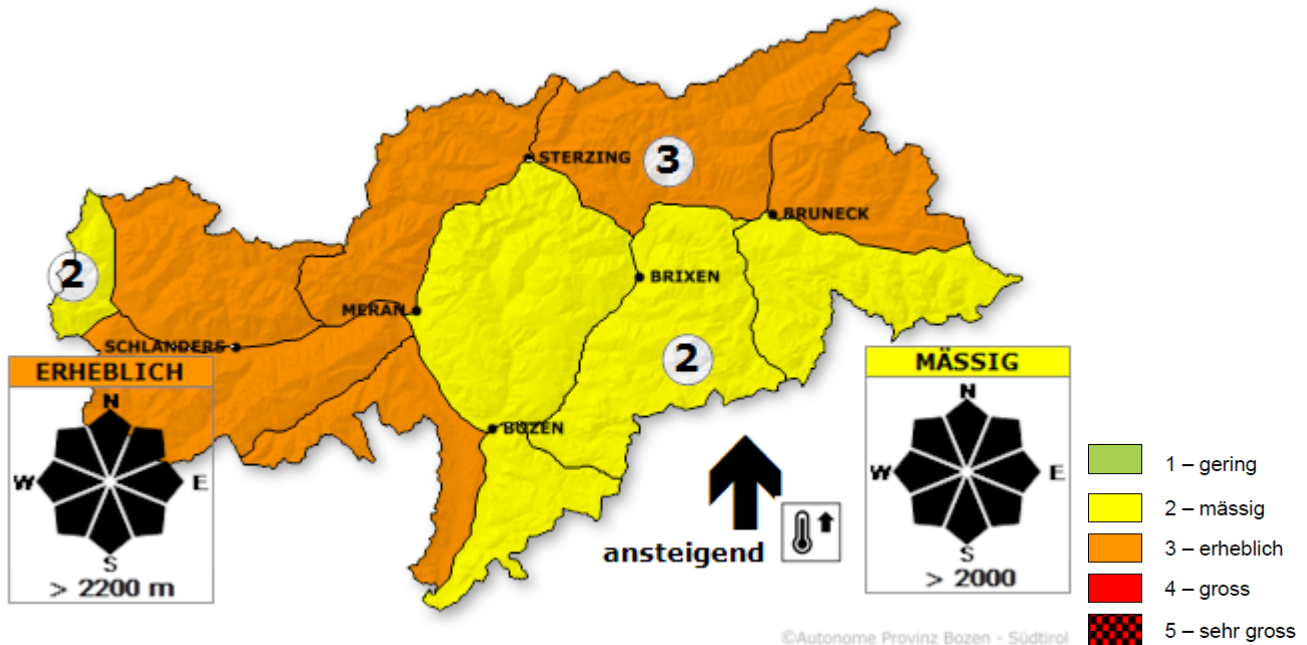 STERZING
3
BRUNECK
2
BRIXEN
MERAN
SCHLANDERS
2
BOZEN
ERHEBLICH
N
W E
S
> 2200 m
MÄSSIG
N
W E
S
> 2000
ansteigend
1 – gering
2 – mässig
3 – erheblich
4 – gross
5 – sehr gross
©Autonome Provinz Bozen - Südtirol